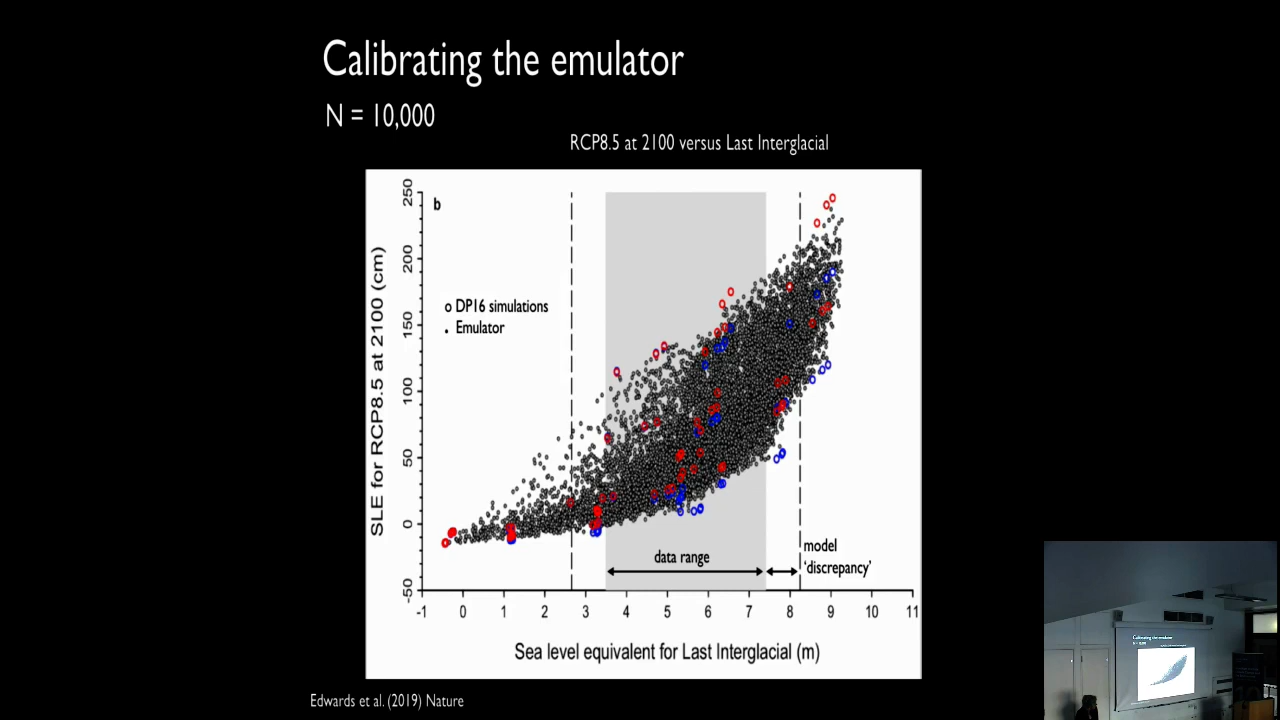 Calibrating the emulator
N = 10,000
RCP8.5 at 2100 versus Last Interglacial
b
SLE for RCP8.5 at 2100 (cm)
250
200
150
100
50
0
-50
DP16 simulations
Emulator
data range
model
'discrepancy'
-1 0 1 2 3 4 5 6 7 8 9 10 11
Sea level equivalent for Last Interglacial (m)
Edwards et al. (2019) Nature
Calibrating the emulator